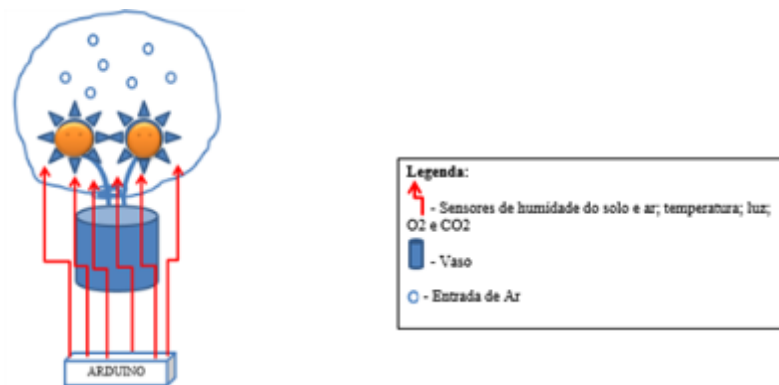 Legenda:
- Sensores de humidade do solo e ar; temperatura; luz;
O2 e CO2
- Vaso
- Entrada de Ar
ARDUINO